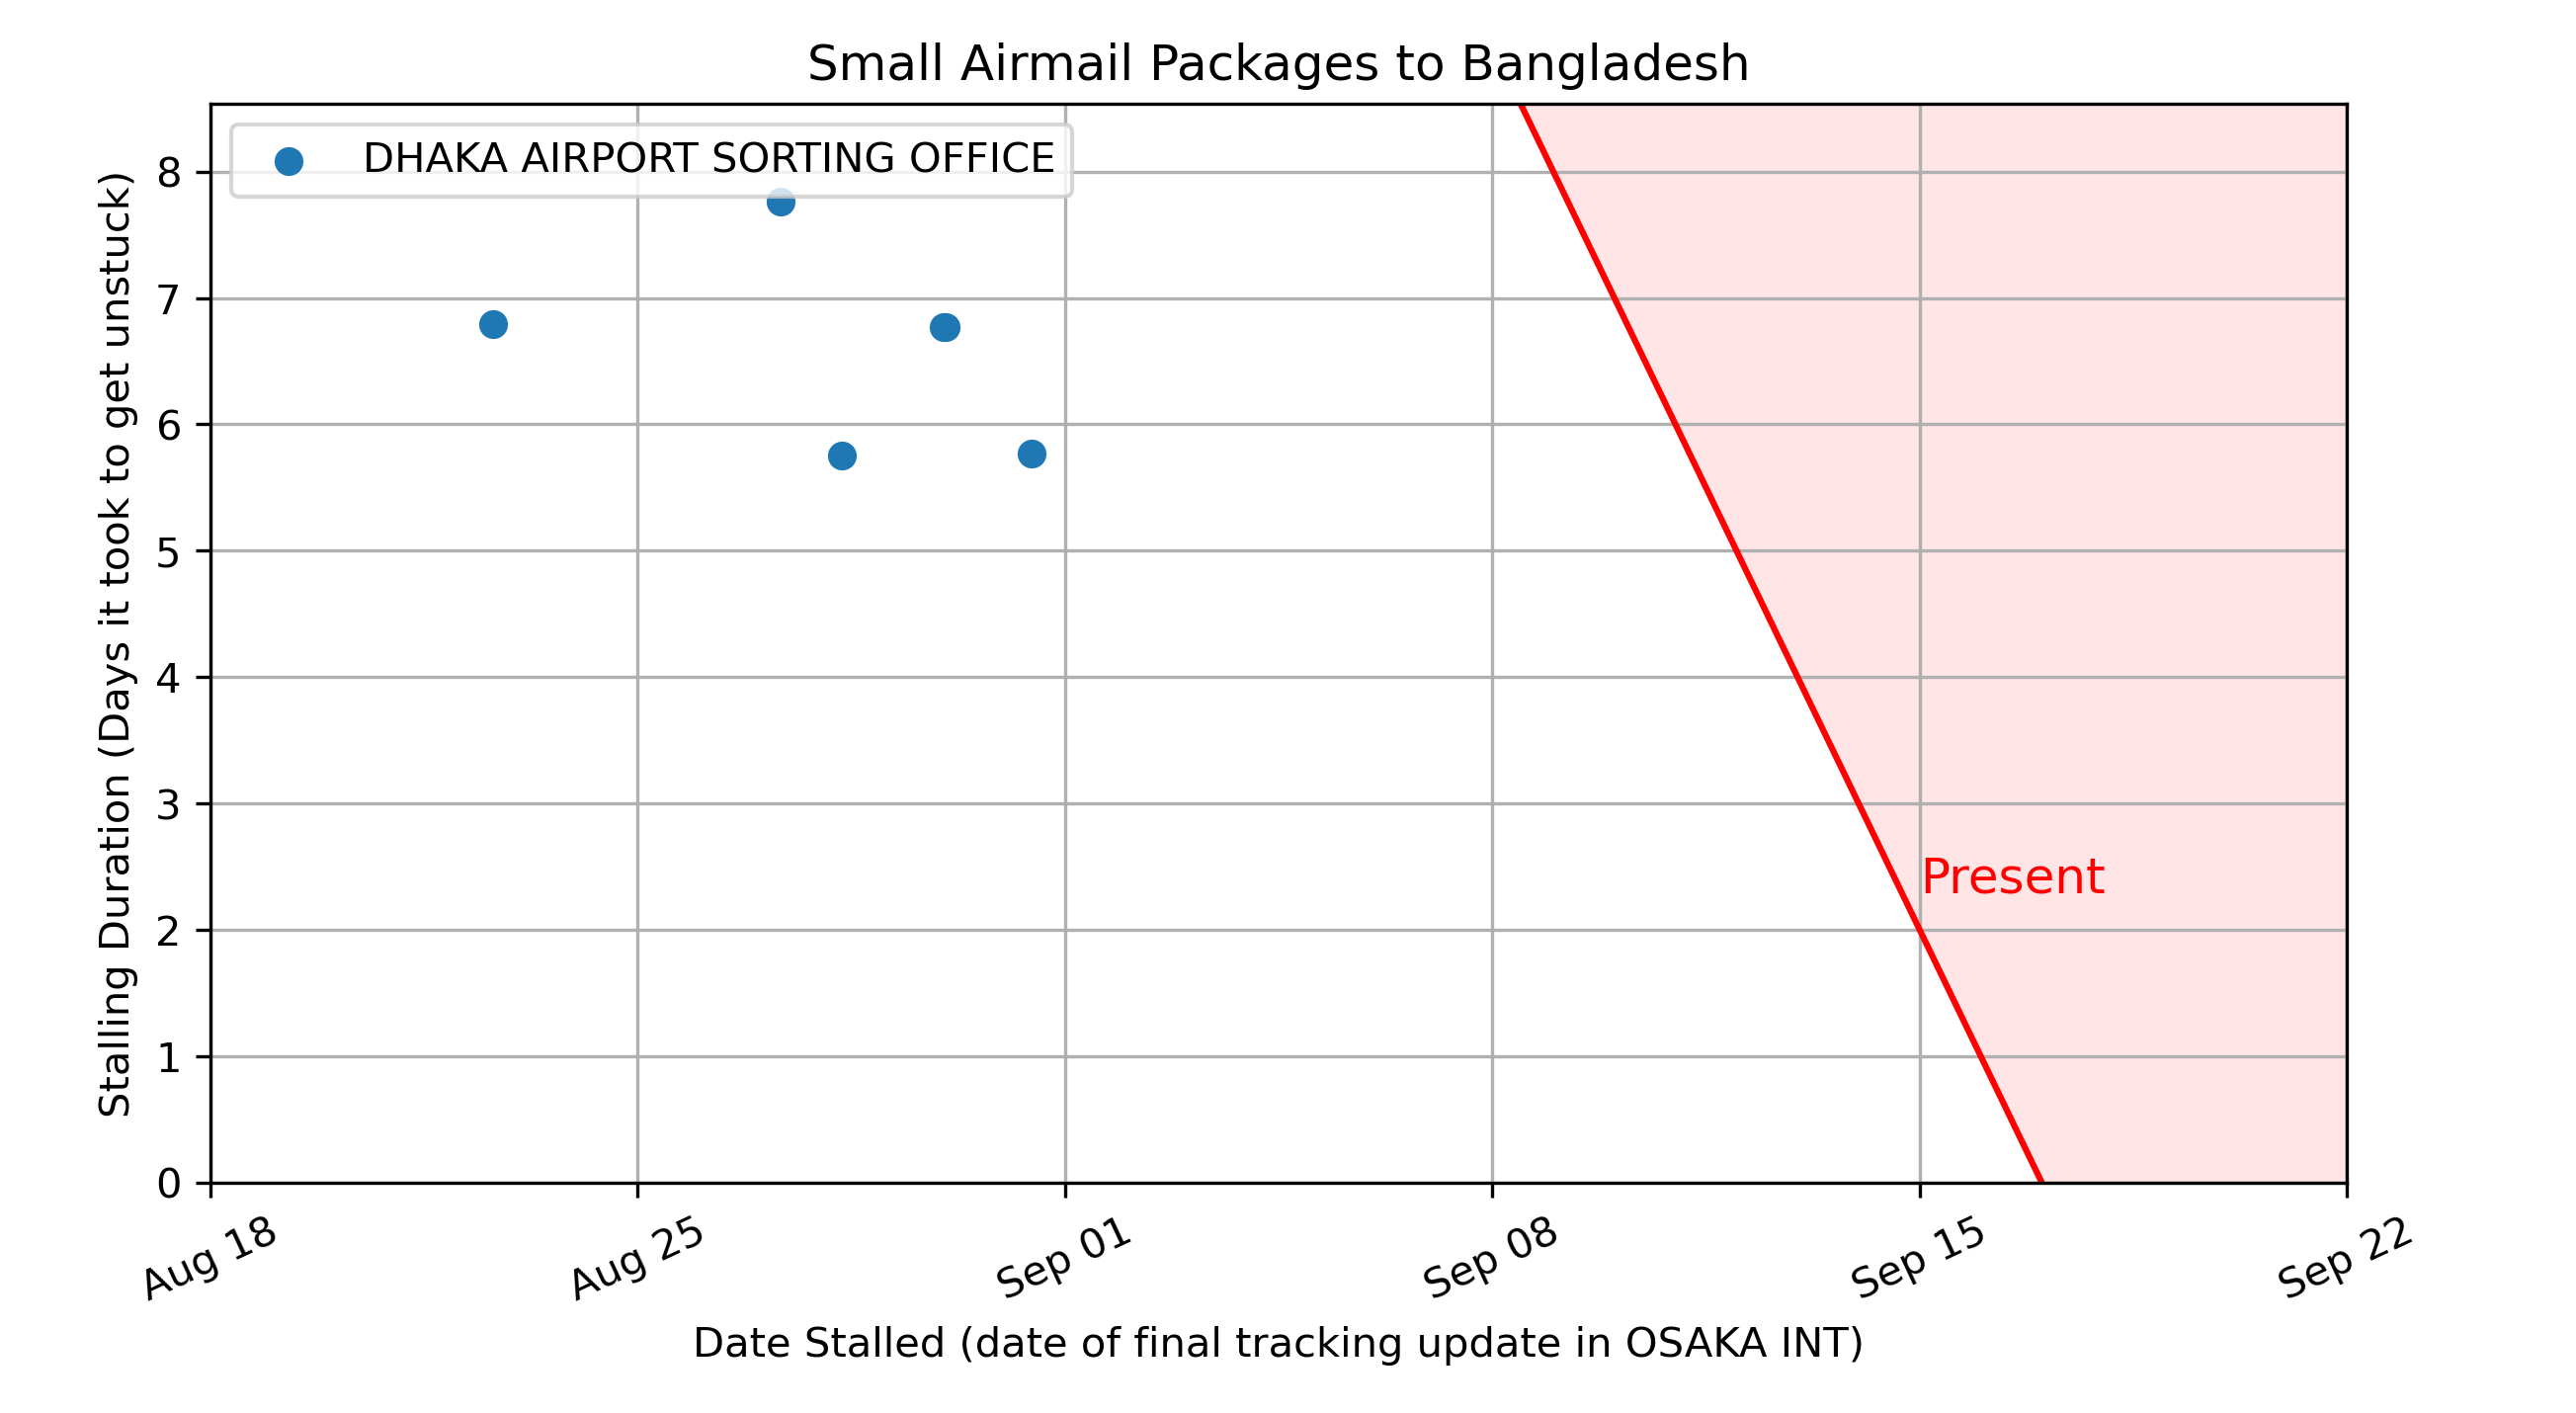 Small Airmail Packages to Bangladesh
DHAKA AIRPORT SORTING OFFICE
Stalling Duration (Days it took to get unstuck)
8
7
6
5
4
3
2
1
0
Present
Aug 18
Aug 25
Sep 01
Sep 08
Sep 15
Sep 22
Date Stalled (date of final tracking update in OSAKA INT)